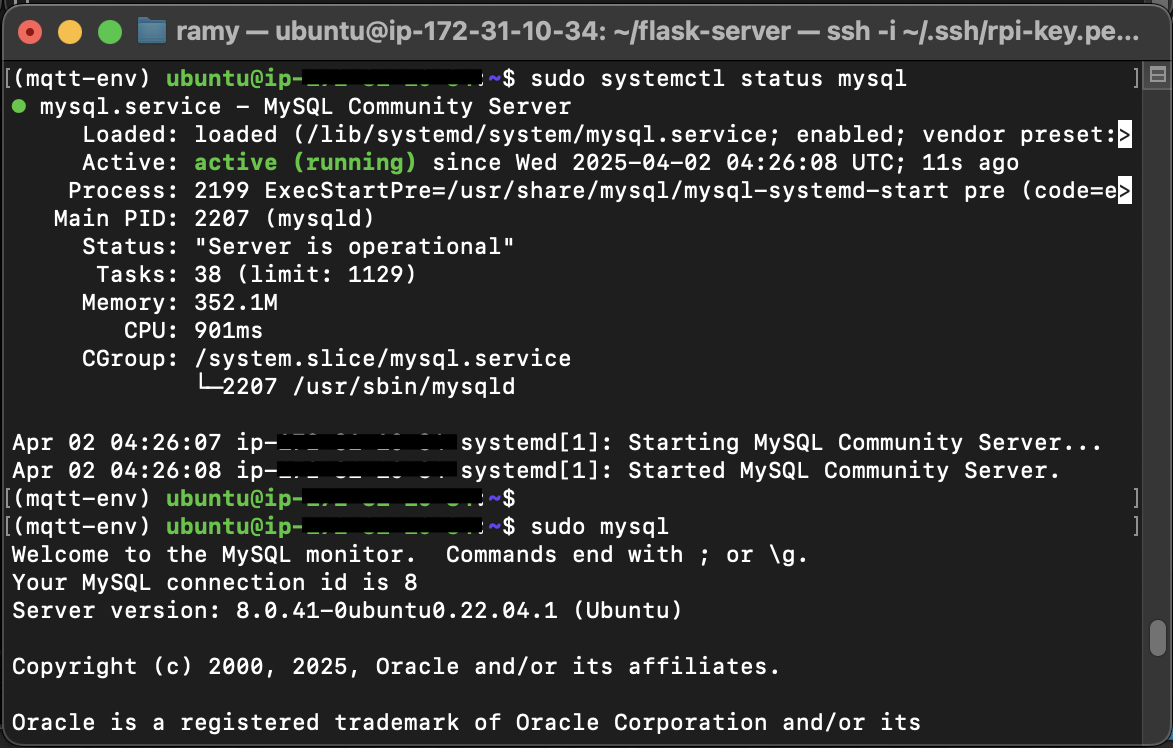 ramy — ubuntu@ip-172-31-10-34: ~/flask-server — ssh -i ~/.ssh/rpi-key.pe...
[(mqtt-env) ubuntu@ip- :~$ sudo systemctl status mysql ]
● mysql.service - MySQL Community Server
Loaded: loaded (/lib/systemd/system/mysql.service; enabled; vendor preset:>
Active: active (running) since Wed 2025-04-02 04:26:08 UTC; 11s ago
Process: 2199 ExecStartPre=/usr/share/mysql/mysql-systemd-start pre (code=e>
Main PID: 2207 (mysqld)
Status: "Server is operational"
Tasks: 38 (limit: 1129)
Memory: 352.1M
CPU: 901ms
CGroup: /system.slice/mysql.service
└─2207 /usr/sbin/mysqld
Apr 02 04:26:07 ip- systemd[1]: Starting MySQL Community Server...
Apr 02 04:26:08 ip- systemd[1]: Started MySQL Community Server.
[(mqtt-env) ubuntu@ip- :~$ ]
[(mqtt-env) ubuntu@ip- :~$ sudo mysql ]
Welcome to the MySQL monitor.  Commands end with ; or \g.
Your MySQL connection id is 8
Server version: 8.0.41-0ubuntu0.22.04.1 (Ubuntu)
Copyright (c) 2000, 2025, Oracle and/or its affiliates.
Oracle is a registered trademark of Oracle Corporation and/or its